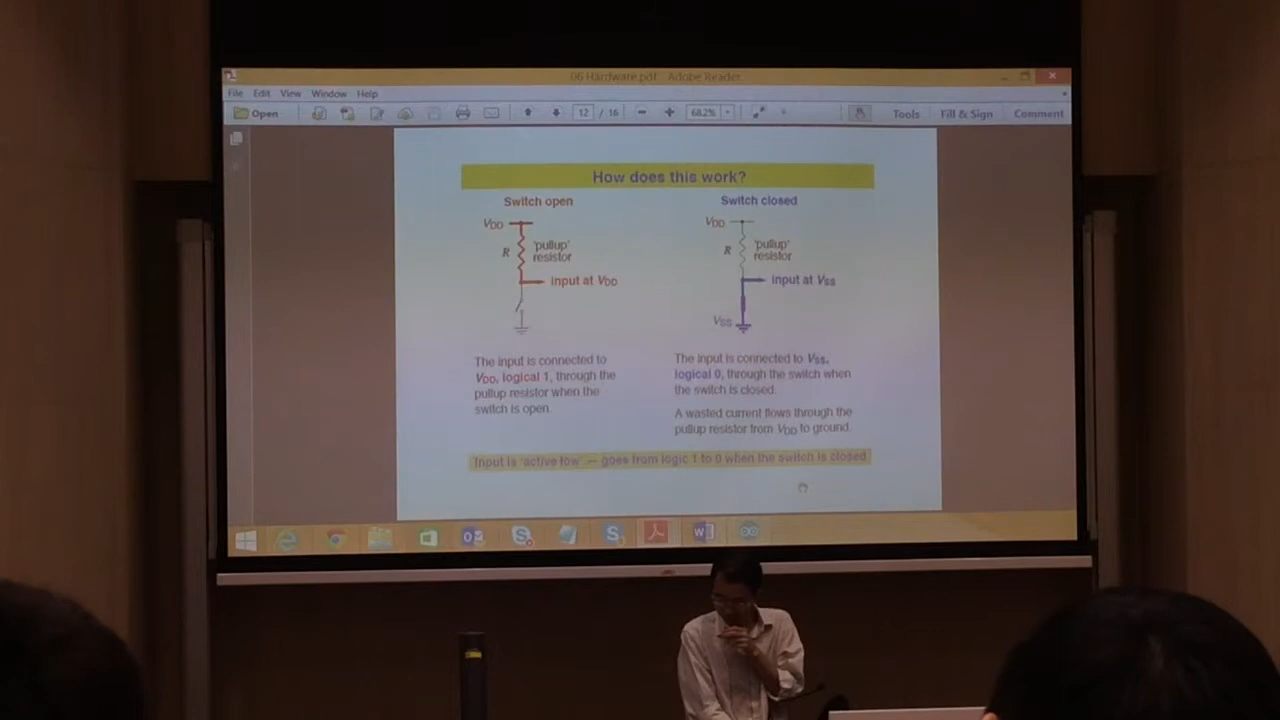 06 Hardware.pdf - Adobe Reader
File Edit View Window Help
Open 12 / 16 68.2% Tools Fill & Sign Comment
How does this work?
Switch open
VDD
R
'pullup'
resistor
input at VDD
The input is connected to
VDD, logical 1, through the
pullup resistor when the
switch is open.
Switch closed
VDD
R
'pullup'
resistor
input at VSS
VSS
The input is connected to VSS,
logical 0, through the switch when
the switch is closed.
A wasted current flows through the
pullup resistor from VDD to ground.
Input is 'active low' — goes from logic 1 to 0 when the switch is closed